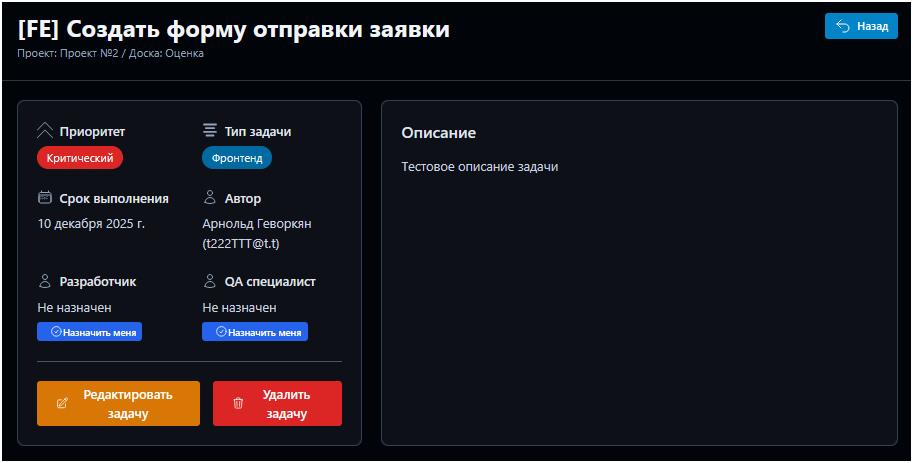 [FE] Создать форму отправки заявки
Проект: Проект №2 / Доска: Оценка
Назад
Приоритет
Критический
Тип задачи
Фронтенд
Срок выполнения
10 декабря 2025 г.
Автор
Арнольд Геворкян
(t222TTT@t.t)
Разработчик
Не назначен
Назначить меня
QA специалист
Не назначен
Назначить меня
Редактировать
задачу
Удалить
задачу
Описание
Тестовое описание задачи